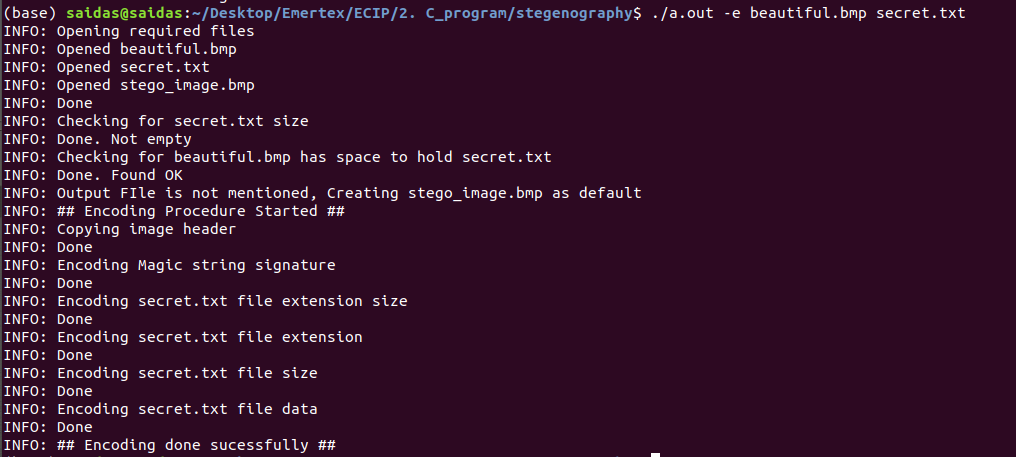 (base) saidas@saidas:~/Desktop/Emertex/ECIP/2. C_program/stegenography$ ./a.out -e beautiful.bmp secret.txt
INFO: Opening required files
INFO: Opened beautiful.bmp
INFO: Opened secret.txt
INFO: Opened stego_image.bmp
INFO: Done
INFO: Checking for secret.txt size
INFO: Done. Not empty
INFO: Checking for beautiful.bmp has space to hold secret.txt
INFO: Done. Found OK
INFO: Output FIle is not mentioned, Creating stego_image.bmp as default
INFO: ## Encoding Procedure Started ##
INFO: Copying image header
INFO: Done
INFO: Encoding Magic string signature
INFO: Done
INFO: Encoding secret.txt file extension size
INFO: Done
INFO: Encoding secret.txt file extension
INFO: Done
INFO: Encoding secret.txt file size
INFO: Done
INFO: Encoding secret.txt file data
INFO: Done
INFO: ## Encoding done sucessfully ##